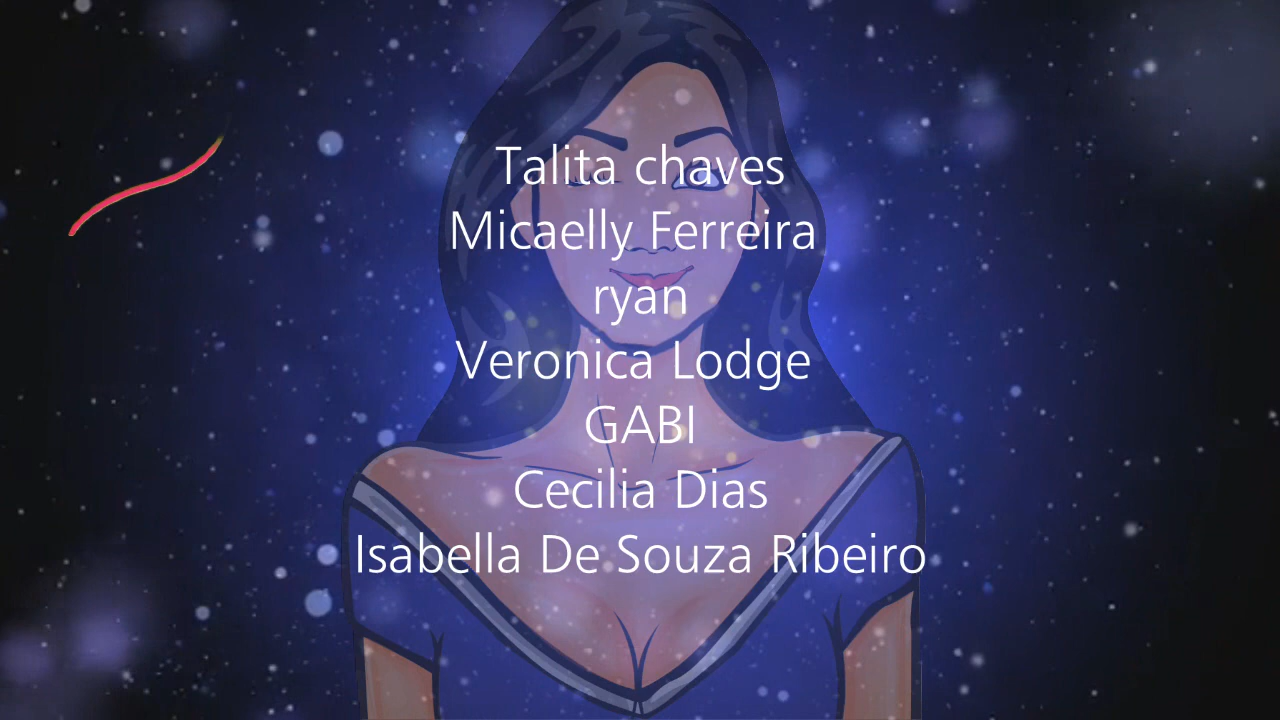 Talita chaves
Micaelly Ferreira
ryan
Veronica Lodge
GABI
Cecilia Dias
Isabella De Souza Ribeiro